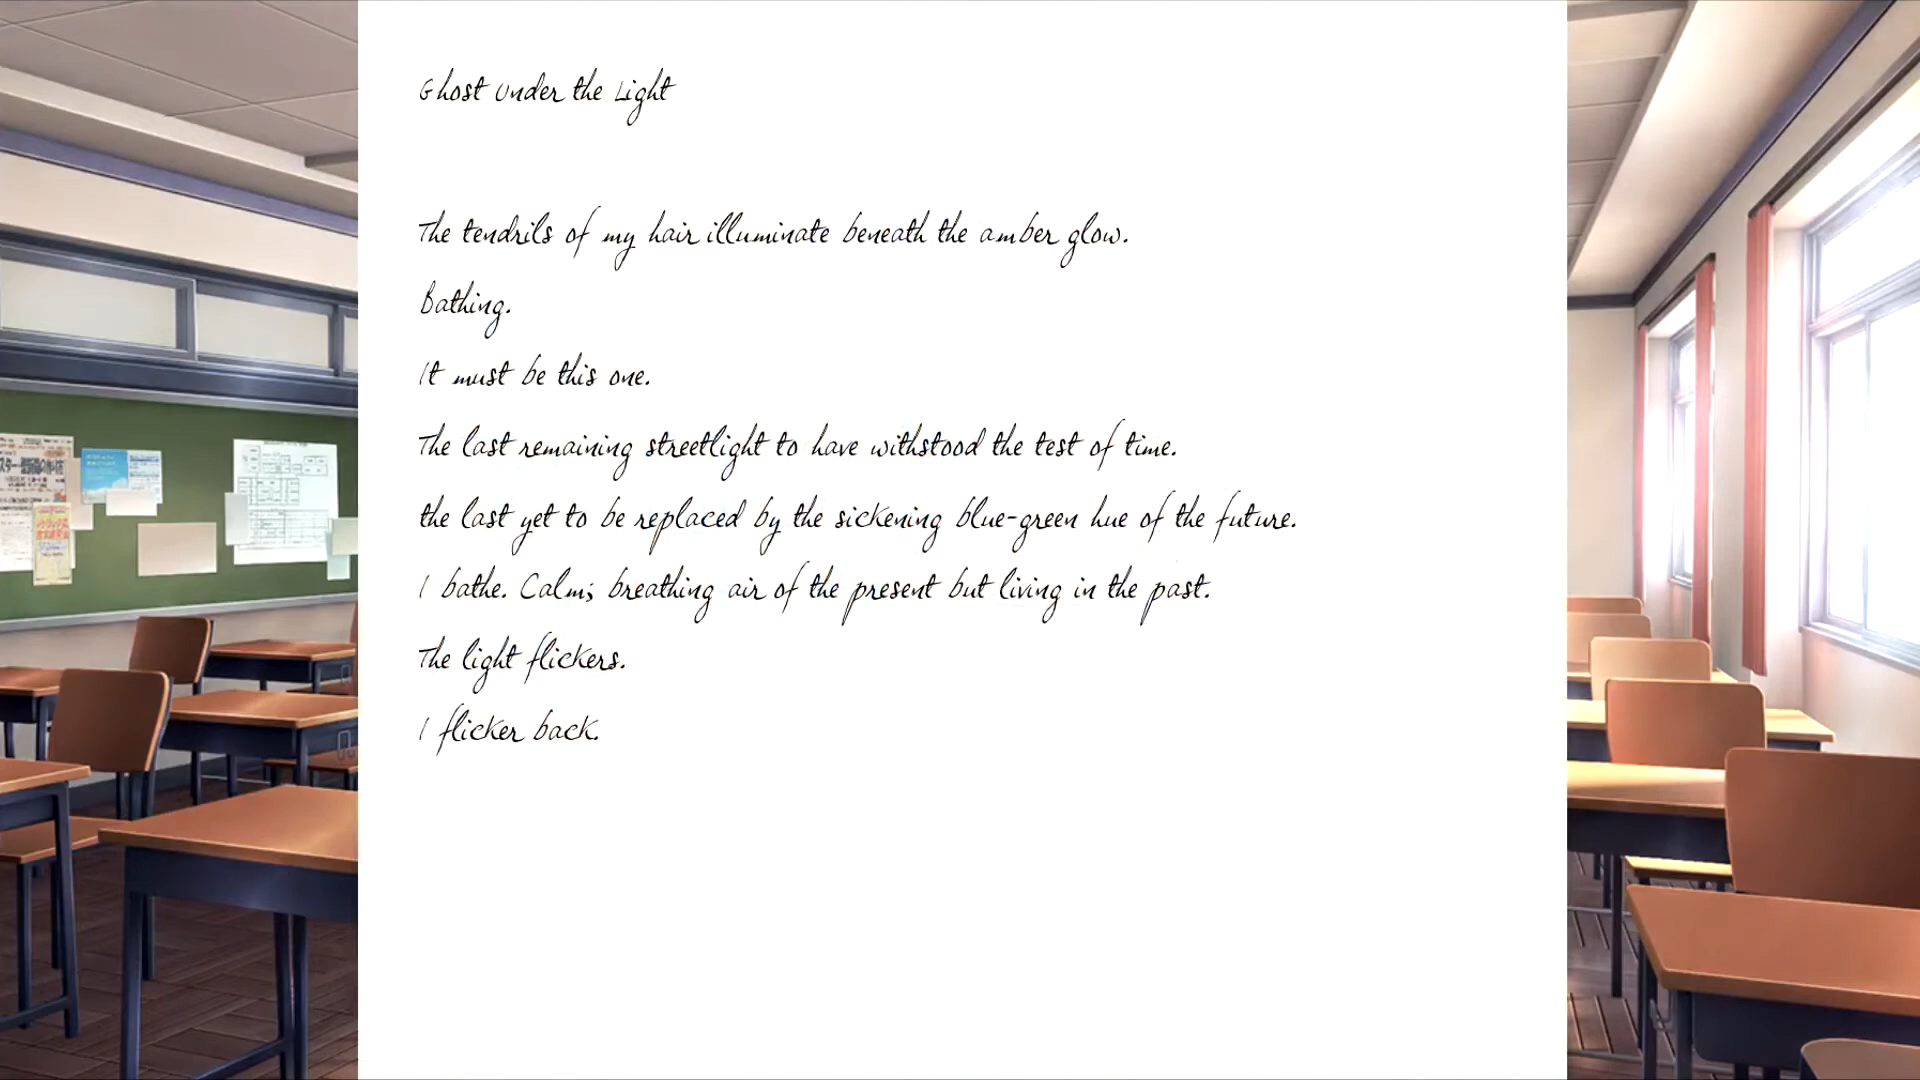 Ghost Under the Light
The tendrils of my hair illuminate beneath the amber glow.
Bathing.
It must be this one.
The last remaining streetlight to have withstood the test of time.
the last yet to be replaced by the sickening blue-green hue of the future.
I bathe. Calm; breathing air of the present but living in the past.
The light flickers.
I flicker back.